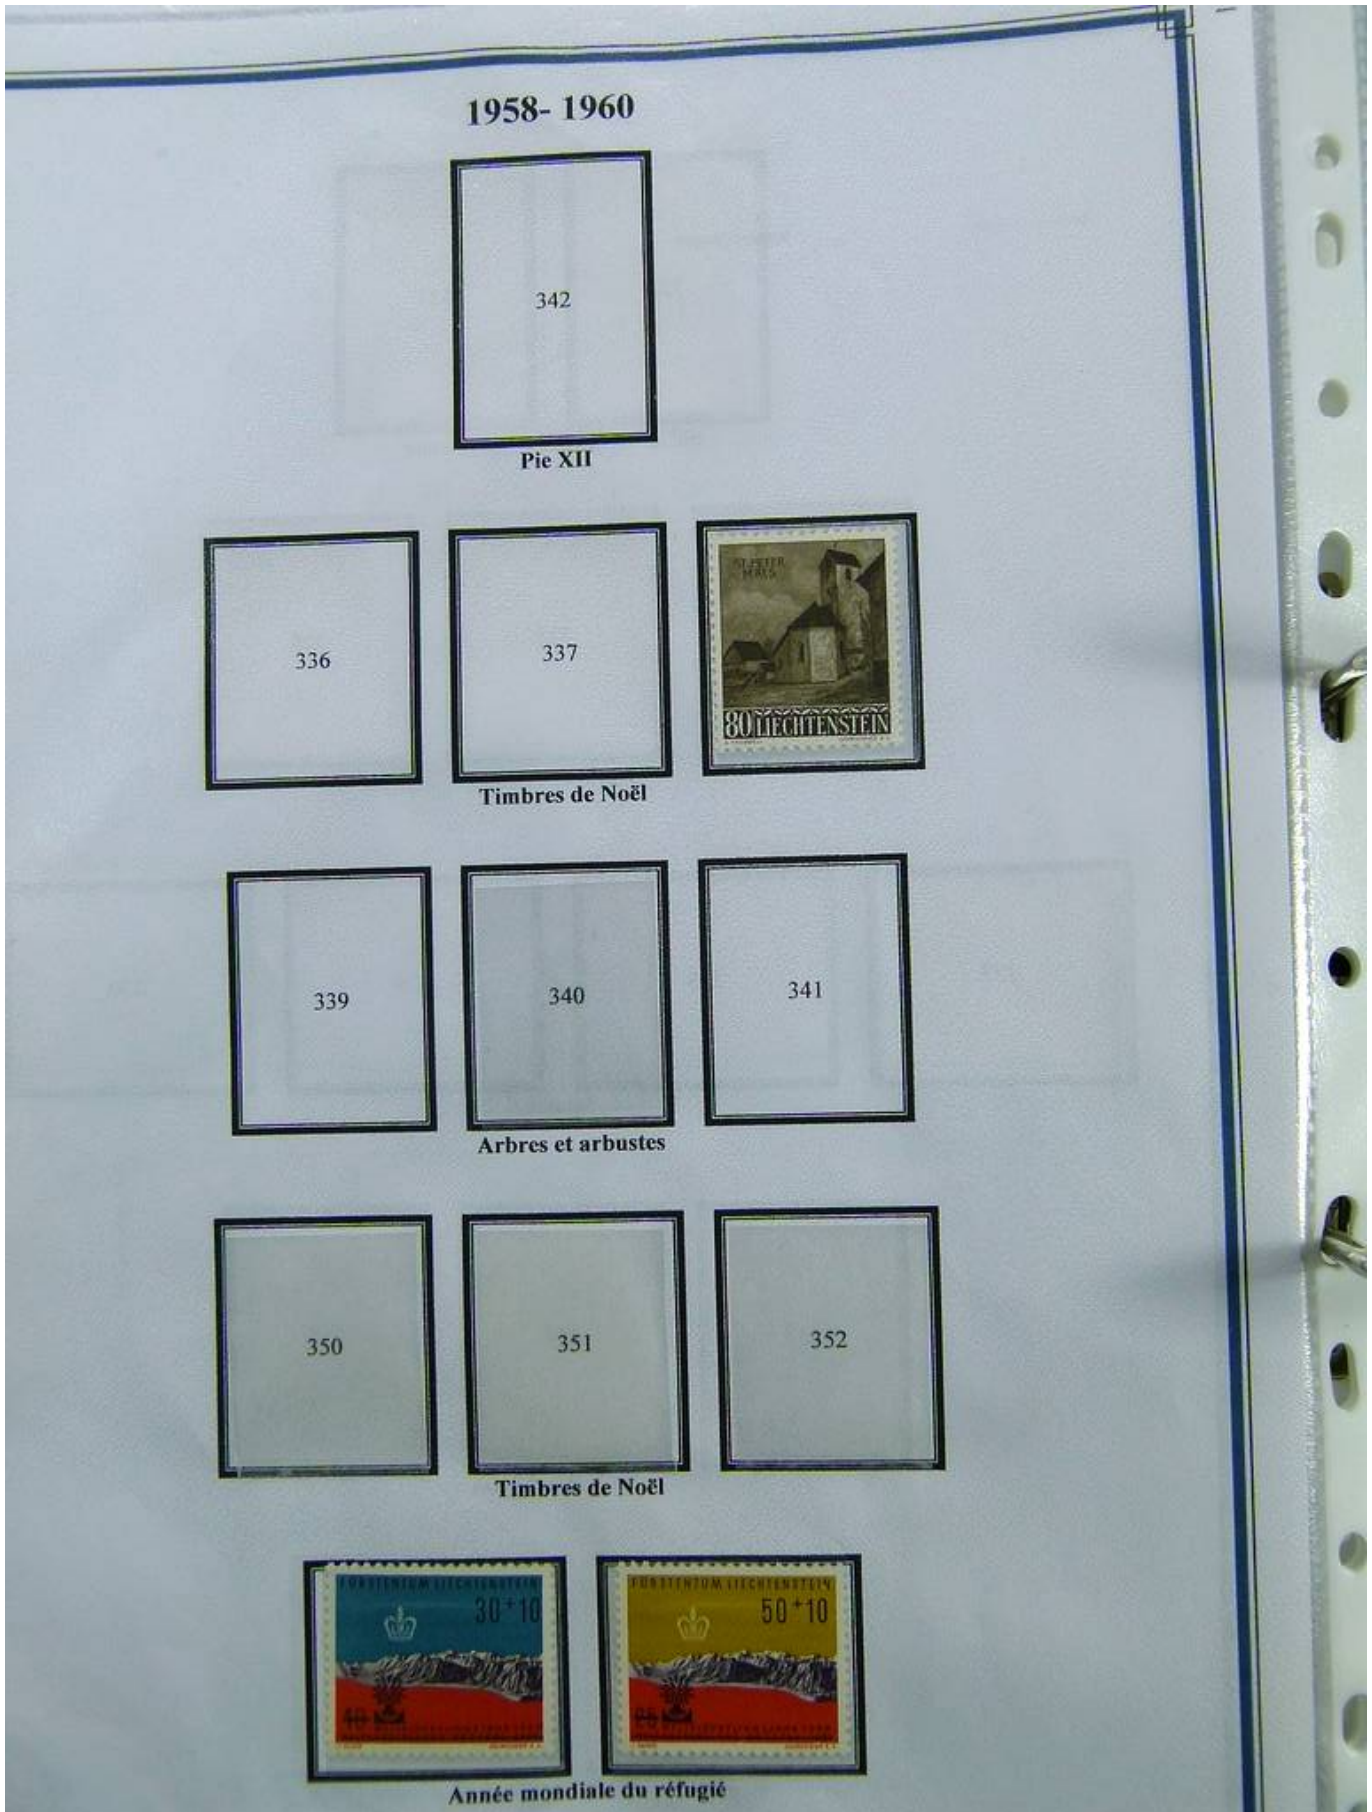 1958- 1960
342
Pie XII
336
337
ST. PETER
MALS
80 LIECHTENSTEIN
Timbres de Noël
339
340
341
Arbres et arbustes
350
351
352
Timbres de Noël
FÜRSTENTUM LIECHTENSTEIN
30+10
40
FÜRSTENTUM LIECHTENSTEIN
50+10
Année mondiale du réfugié